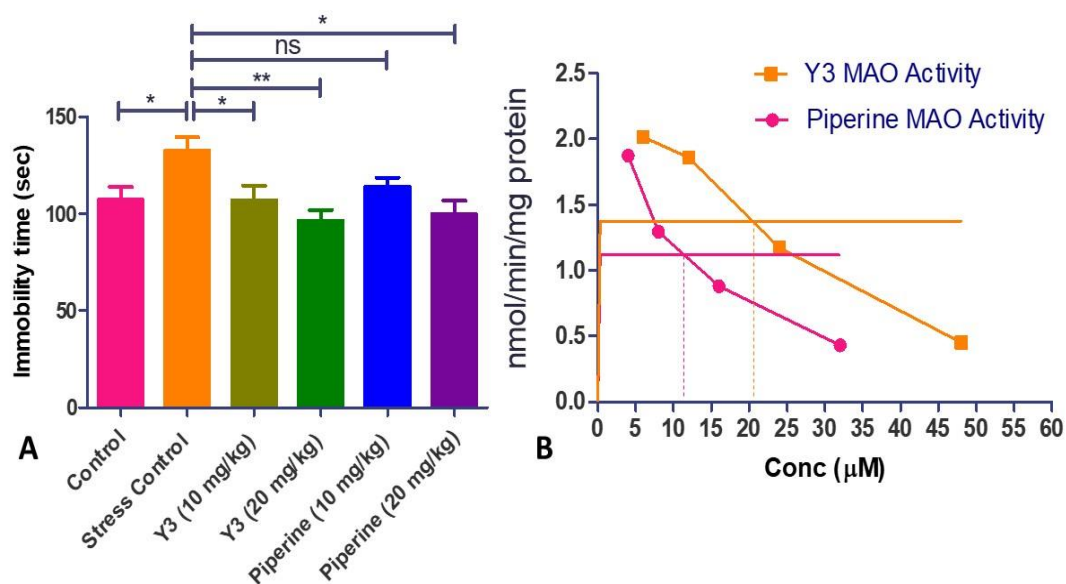 *
ns
**
*
*
Immobility time (sec)
150
100
50
0
Control
Stress Control
Y3 (10 mg/kg)
Y3 (20 mg/kg)
Piperine (10 mg/kg)
Piperine (20 mg/kg)
A
Y3 MAO Activity
Piperine MAO Activity
nmol/min/mg protein
2.5
2.0
1.5
1.0
0.5
0.0
0 5 10 15 20 25 30 35 40 45 50 55 60
Conc (μM)
B